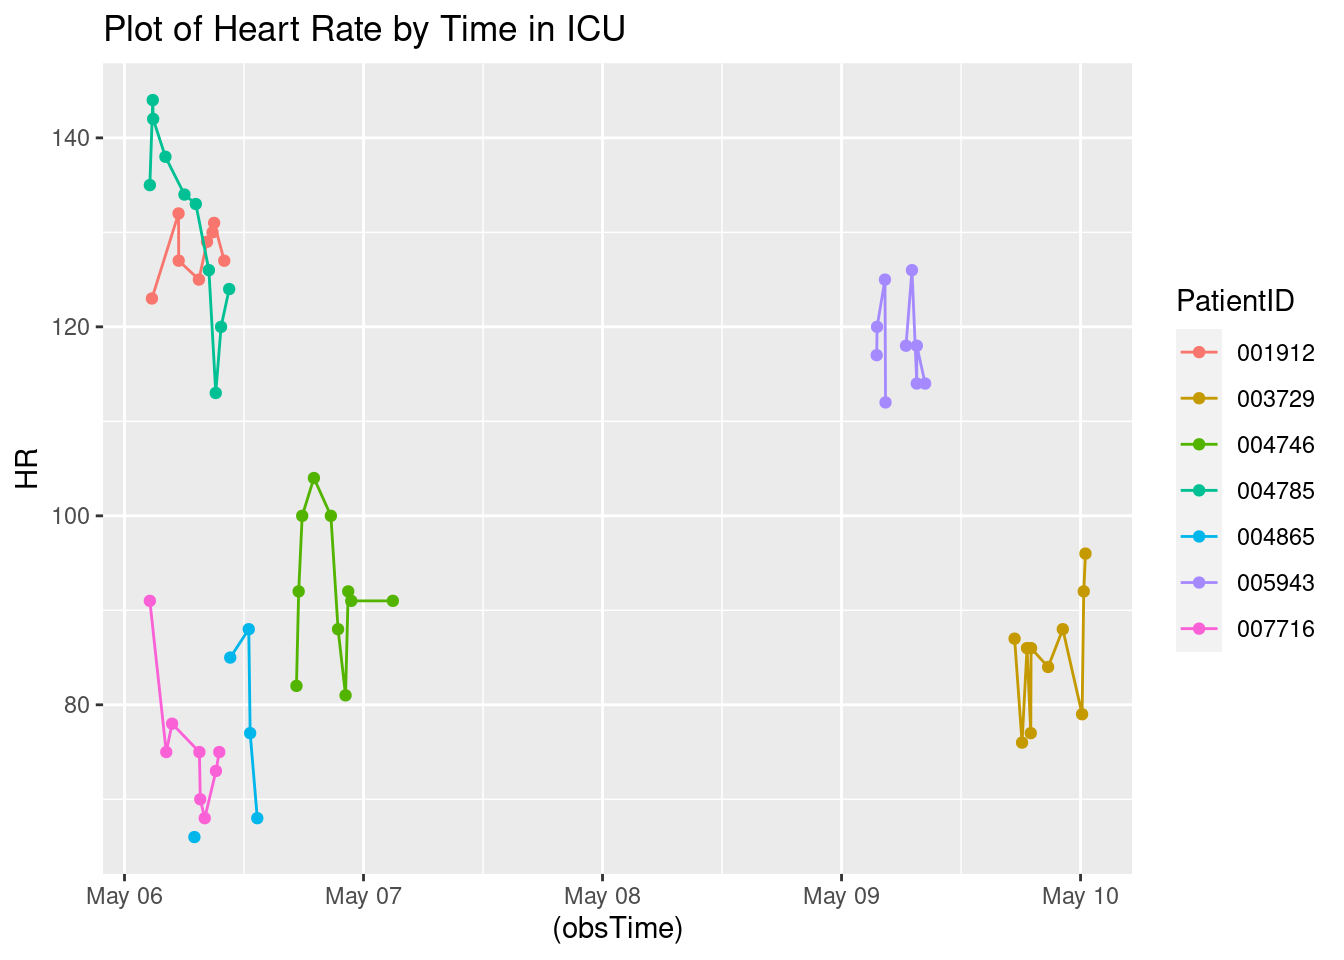 Plot of Heart Rate by Time in ICU
140
120
100
80
HR
May 06
May 07
May 08
May 09
May 10
(obsTime)
PatientID
001912
003729
004746
004785
004865
005943
007716